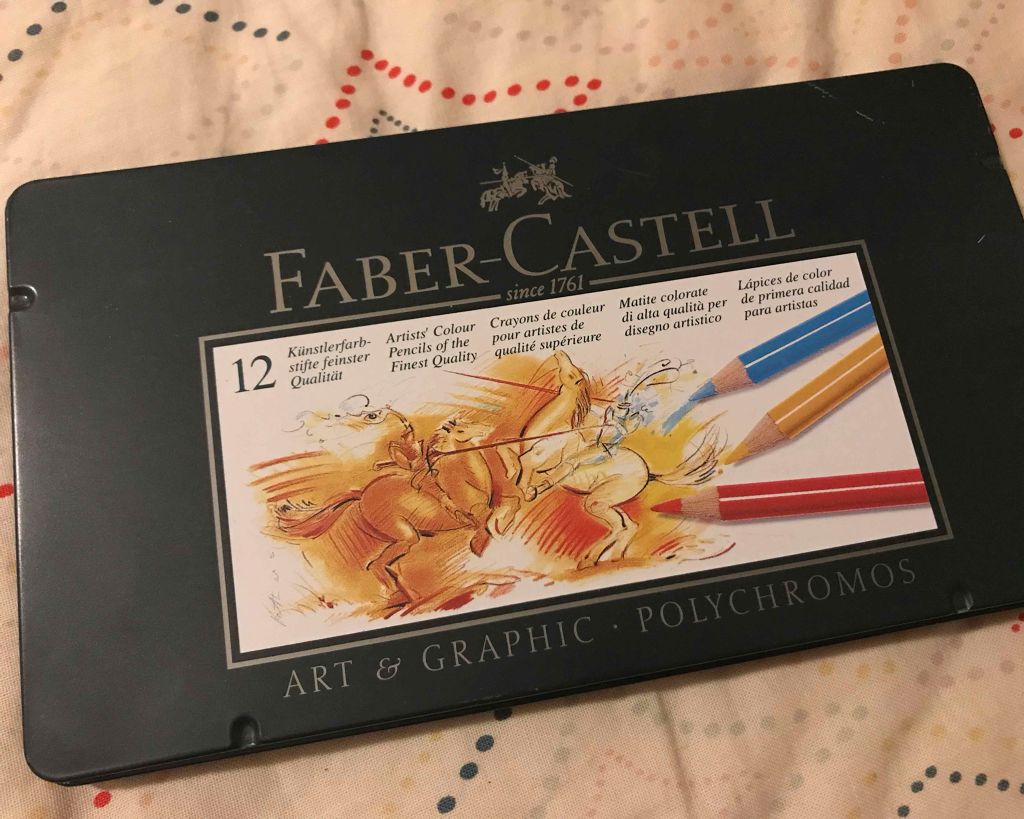 FABER-CASTELL
since 1761
12
Künstlerfarb-
stifte feinster
Qualität
Artists' Colour
Pencils of the
Finest Quality
Crayons de couleur
pour artistes de
qualité supérieure
Matite colorate
di alta qualità per
disegno artistico
Lápices de color
de primera calidad
para artistas
ART & GRAPHIC · POLYCHROMOS